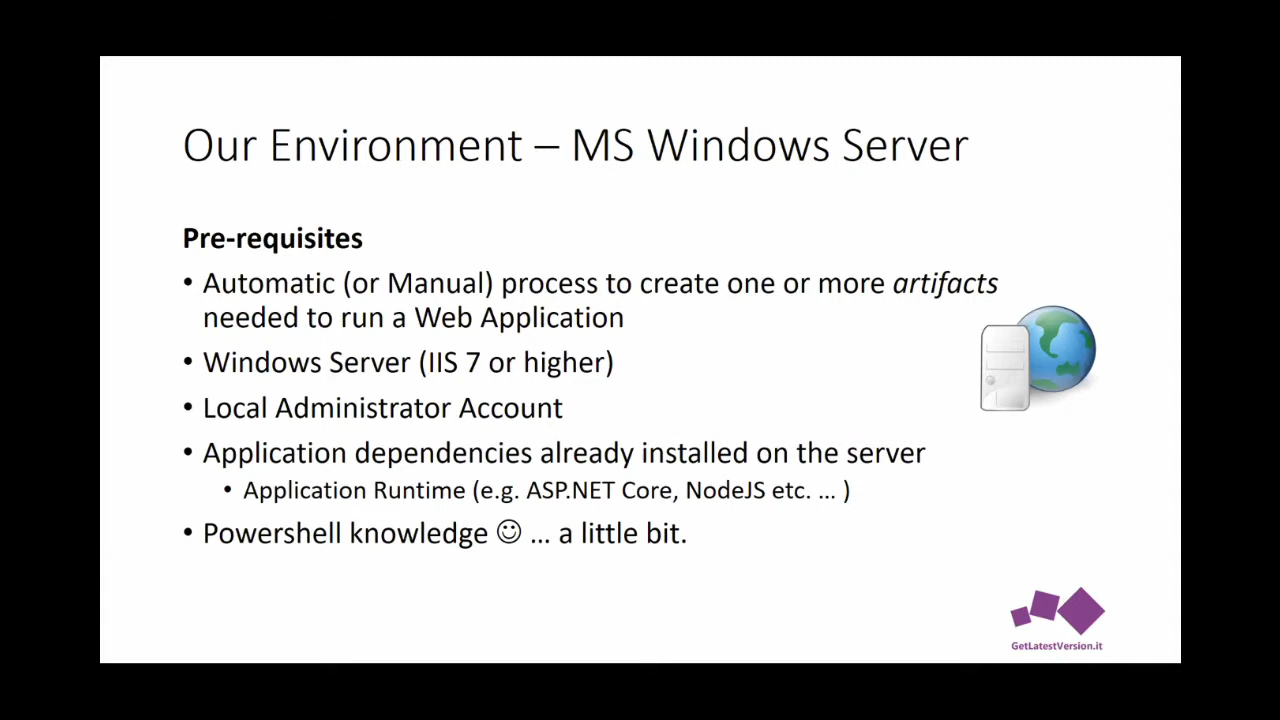 Our Environment – MS Windows Server
Pre-requisites
• Automatic (or Manual) process to create one or more artifacts
needed to run a Web Application
• Windows Server (IIS 7 or higher)
• Local Administrator Account
• Application dependencies already installed on the server
• Application Runtime (e.g. ASP.NET Core, NodeJS etc. … )
• Powershell knowledge ☺ … a little bit.
GetLatestVersion.it